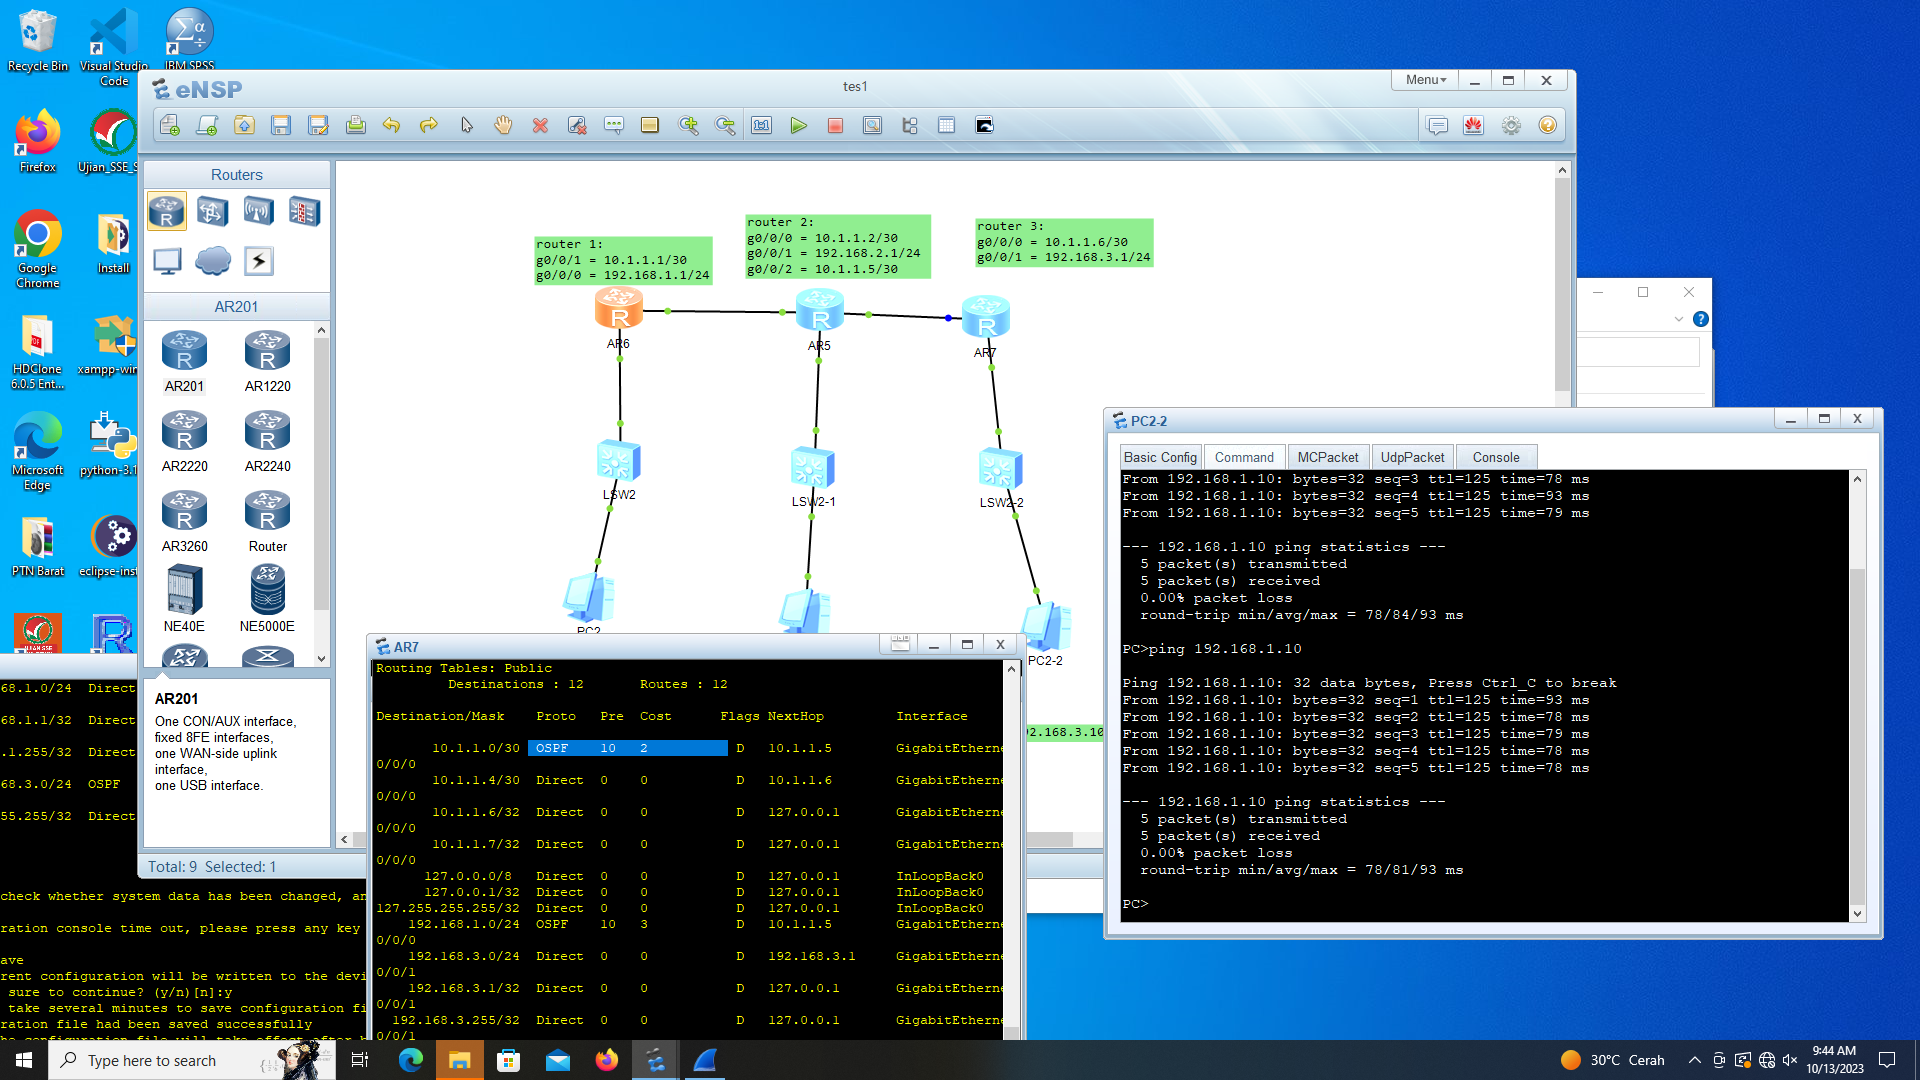 Recycle Bin
Visual Studio
Code
IBM SPSS
Firefox
Ujian_SSE_S
Google
Chrome
Install
HDClone
6.0.5 Ent...
xampp-win
Microsoft
Edge
python-3.1
PTN Barat
eclipse-inst
eNSP
tes1
Menu
Routers
AR201
AR201
AR1220
AR2220
AR2240
AR3260
Router
NE40E
NE5000E
AR201
One CON/AUX interface,
fixed 8FE interfaces,
one WAN-side uplink
interface,
one USB interface.
Total: 9 Selected: 1
router 1:
g0/0/1 = 10.1.1.1/30
g0/0/0 = 192.168.1.1/24
router 2:
g0/0/0 = 10.1.1.2/30
g0/0/1 = 192.168.2.1/24
g0/0/2 = 10.1.1.5/30
router 3:
g0/0/0 = 10.1.1.6/30
g0/0/1 = 192.168.3.1/24
AR6
AR5
AR7
LSW2
LSW2-1
LSW2-2
PC2
PC2-2
92.168.3.10
68.1.0/24 Direct
68.1.1/32 Direct
.1.255/32 Direct
68.3.0/24 OSPF
55.255/32 Direct
check whether system data has been changed, an
ration console time out, please press any key
ave
rent configuration will be written to the devi
sure to continue? (y/n)[n]:y
take several minutes to save configuration fi
ration file had been saved successfully
AR7
Routing Tables: Public
Destinations : 12 Routes : 12
Destination/Mask Proto Pre Cost Flags NextHop Interface
10.1.1.0/30 OSPF 10 2 D 10.1.1.5 GigabitEtherne
0/0/0
10.1.1.4/30 Direct 0 0 D 10.1.1.6 GigabitEtherne
0/0/0
10.1.1.6/32 Direct 0 0 D 127.0.0.1 GigabitEtherne
0/0/0
10.1.1.7/32 Direct 0 0 D 127.0.0.1 GigabitEtherne
0/0/0
127.0.0.0/8 Direct 0 0 D 127.0.0.1 InLoopBack0
127.0.0.1/32 Direct 0 0 D 127.0.0.1 InLoopBack0
127.255.255.255/32 Direct 0 0 D 127.0.0.1 InLoopBack0
192.168.1.0/24 OSPF 10 3 D 10.1.1.5 GigabitEtherne
0/0/0
192.168.3.0/24 Direct 0 0 D 192.168.3.1 GigabitEtherne
0/0/1
192.168.3.1/32 Direct 0 0 D 127.0.0.1 GigabitEtherne
0/0/1
192.168.3.255/32 Direct 0 0 D 127.0.0.1 GigabitEtherne
0/0/1
PC2-2
Basic Config Command MCPacket UdpPacket Console
From 192.168.1.10: bytes=32 seq=3 ttl=125 time=78 ms
From 192.168.1.10: bytes=32 seq=4 ttl=125 time=93 ms
From 192.168.1.10: bytes=32 seq=5 ttl=125 time=79 ms
--- 192.168.1.10 ping statistics ---
5 packet(s) transmitted
5 packet(s) received
0.00% packet loss
round-trip min/avg/max = 78/84/93 ms
PC>ping 192.168.1.10
Ping 192.168.1.10: 32 data bytes, Press Ctrl_C to break
From 192.168.1.10: bytes=32 seq=1 ttl=125 time=93 ms
From 192.168.1.10: bytes=32 seq=2 ttl=125 time=78 ms
From 192.168.1.10: bytes=32 seq=3 ttl=125 time=79 ms
From 192.168.1.10: bytes=32 seq=4 ttl=125 time=78 ms
From 192.168.1.10: bytes=32 seq=5 ttl=125 time=78 ms
--- 192.168.1.10 ping statistics ---
5 packet(s) transmitted
5 packet(s) received
0.00% packet loss
round-trip min/avg/max = 78/81/93 ms
PC>
Type here to search
30°C Cerah
9:44 AM
10/13/2023